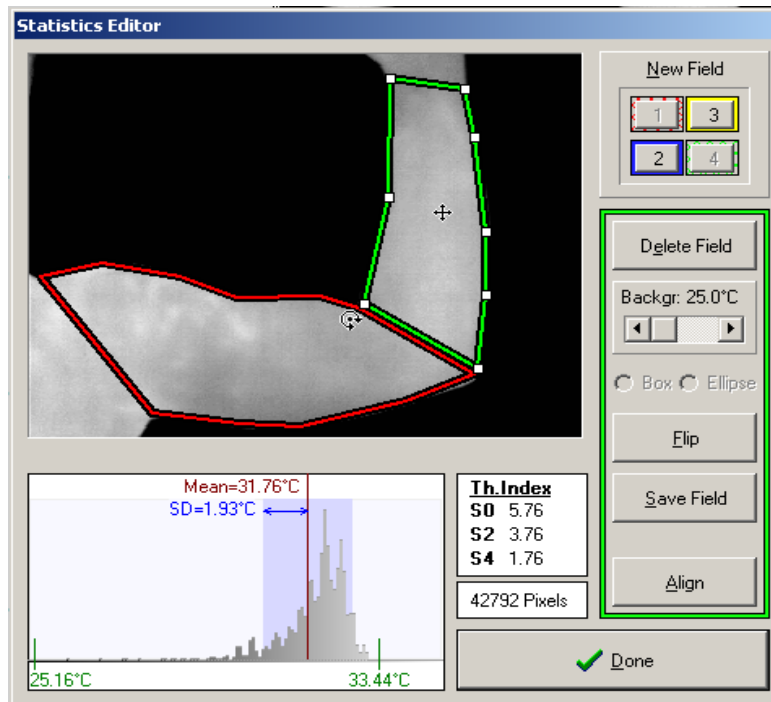 Statistics Editor
New Field
1 3
2 4
Delete Field
Backgr: 25.0°C
Box Ellipse
Flip
Save Field
Align
Mean=31.76°C
SD=1.93°C
25.16°C 33.44°C
Th.Index
S0 5.76
S2 3.76
S4 1.76
42792 Pixels
Done